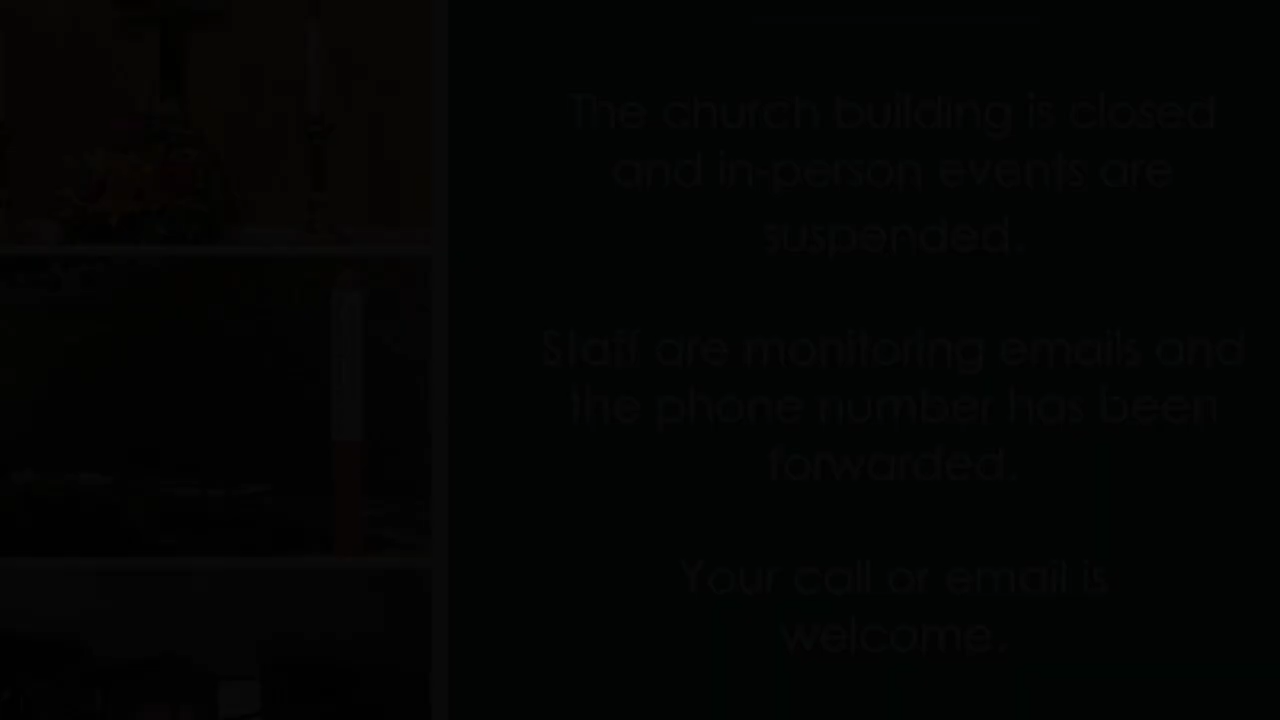 The church building is closed
and in-person events are
suspended.
Staff are monitoring emails and
the phone number has been
forwarded.
Your call or email is
welcome.